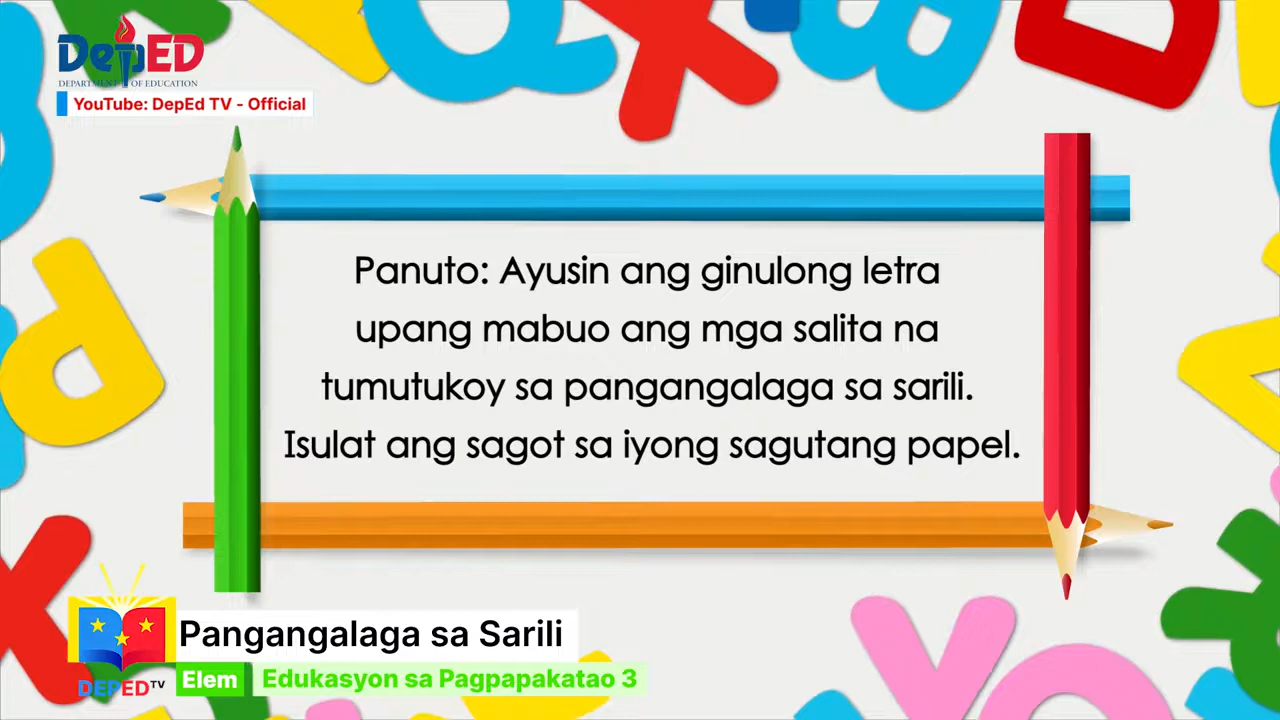 DepED
DEPARTMENT OF EDUCATION
YouTube: DepEd TV - Official
Panuto: Ayusin ang ginulong letra
upang mabuo ang mga salita na
tumutukoy sa pangangalaga sa sarili.
Isulat ang sagot sa iyong sagutang papel.
Pangangalaga sa Sarili
DEPED TV
Elem
Edukasyon sa Pagpapakatao 3